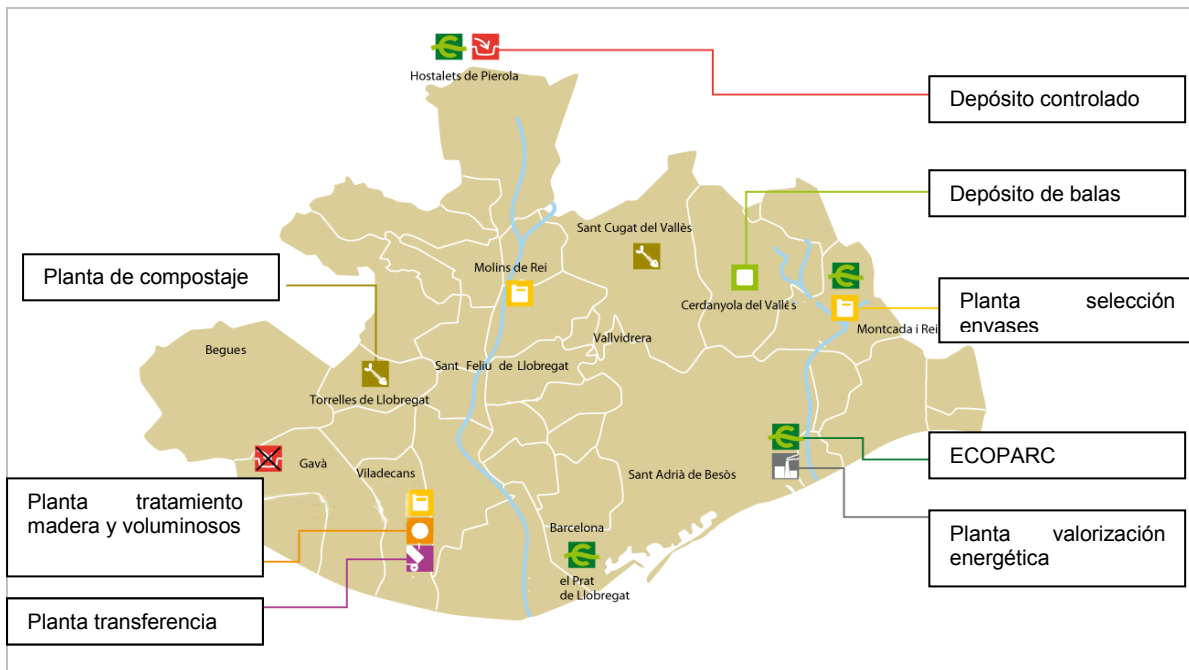 Hostalets de Pierola
Depósito controlado
Depósito de balas
Sant Cugat del Vallès
Planta de compostaje
Molins de Rei
Cerdanyola del Vallès
Planta selección
envases
Montcada i Rei
Vallvidrera
Begues
Sant Feliu de Llobregat
Torrelles de Llobregat
ECOPARC
Gavà
Viladecans
Sant Adrià de Besòs
Planta tratamiento
madera y voluminosos
Barcelona
Planta valorización
energética
el Prat
de Llobregat
Planta transferencia